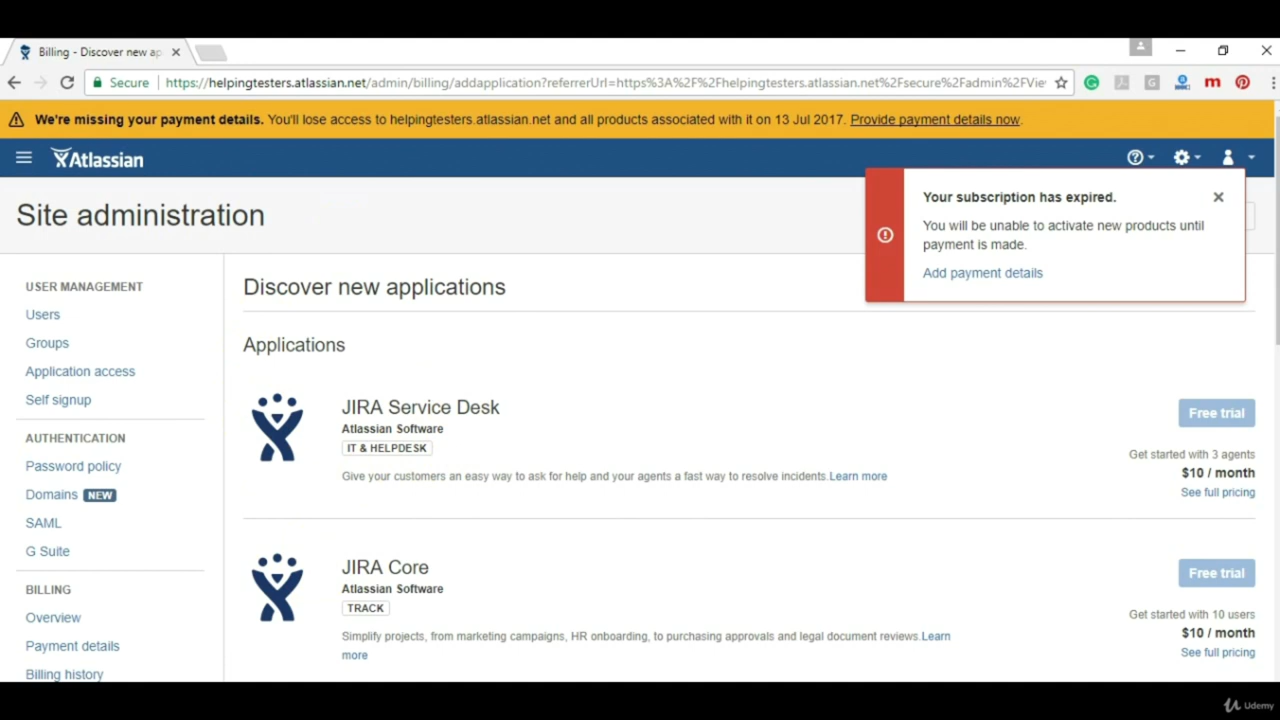 Billing - Discover new ap
Secure https://helpingtesters.atlassian.net/admin/billing/addapplication?referrerUrl=https%3A%2F%2Fhelpingtesters.atlassian.net%2Fsecure%2Fadmin%2FVie
We're missing your payment details. You'll lose access to helpingtesters.atlassian.net and all products associated with it on 13 Jul 2017. Provide payment details now.
Atlassian
Site administration
Your subscription has expired.
You will be unable to activate new products until
payment is made.
Add payment details
USER MANAGEMENT
Users
Groups
Application access
Self signup
AUTHENTICATION
Password policy
Domains NEW
SAML
G Suite
BILLING
Overview
Payment details
Billing history
Discover new applications
Applications
JIRA Service Desk
Atlassian Software
IT & HELPDESK
Give your customers an easy way to ask for help and your agents a fast way to resolve incidents. Learn more
Free trial
Get started with 3 agents
$10 / month
See full pricing
JIRA Core
Atlassian Software
TRACK
Simplify projects, from marketing campaigns, HR onboarding, to purchasing approvals and legal document reviews. Learn
more
Free trial
Get started with 10 users
$10 / month
See full pricing
Udemy